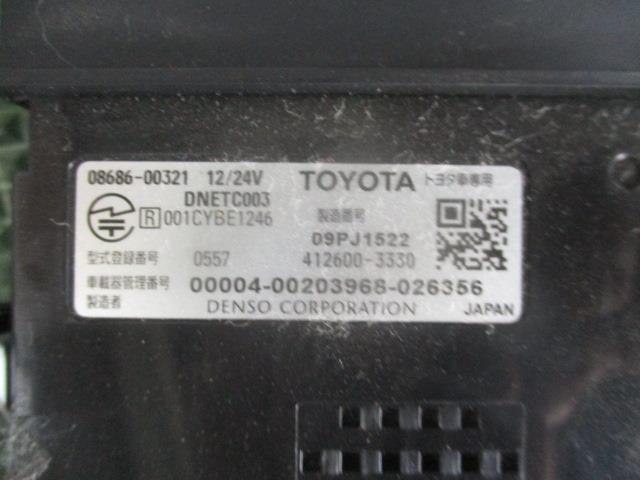 08686-00321 12/24V TOYOTA トヨタ車専用
DNETC003
R 001CYBE1246 製造番号
09PJ1522
型式登録番号 0557 412600-3330
車載器管理番号 00004-00203968-026356
製造者 DENSO CORPORATION JAPAN